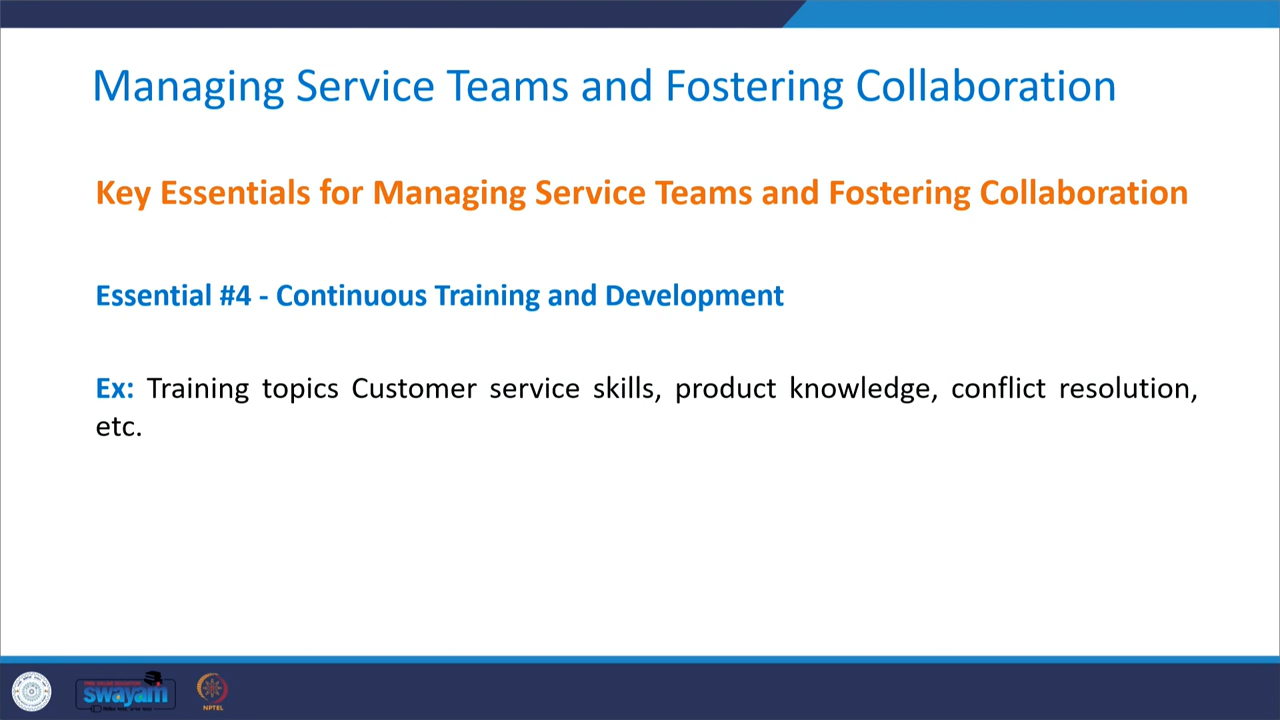 Managing Service Teams and Fostering Collaboration
Key Essentials for Managing Service Teams and Fostering Collaboration
Essential #4 - Continuous Training and Development
Ex: Training topics Customer service skills, product knowledge, conflict resolution,
etc.
swayam
NPTEL